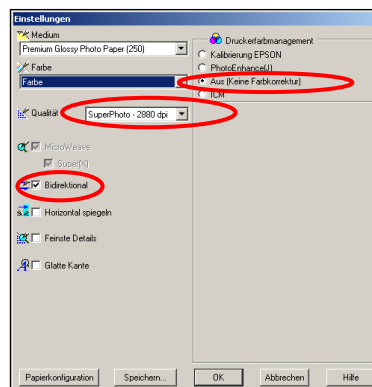 Einstellungen
Medium
Premium Glossy Photo Paper (250)
Farbe
Farbe
Qualität
SuperPhoto - 2880 dpi
MicroWeave
Super(X)
Bidirektional
Horizontal spiegeln
Feinste Details
Glatte Kante
Druckerfarbmanagement
Kalibrierung EPSON
PhotoEnhance(J)
Aus (Keine Farbkorrektur)
ICM
Papierkonfiguration
Speichern...
OK
Abbrechen
Hilfe